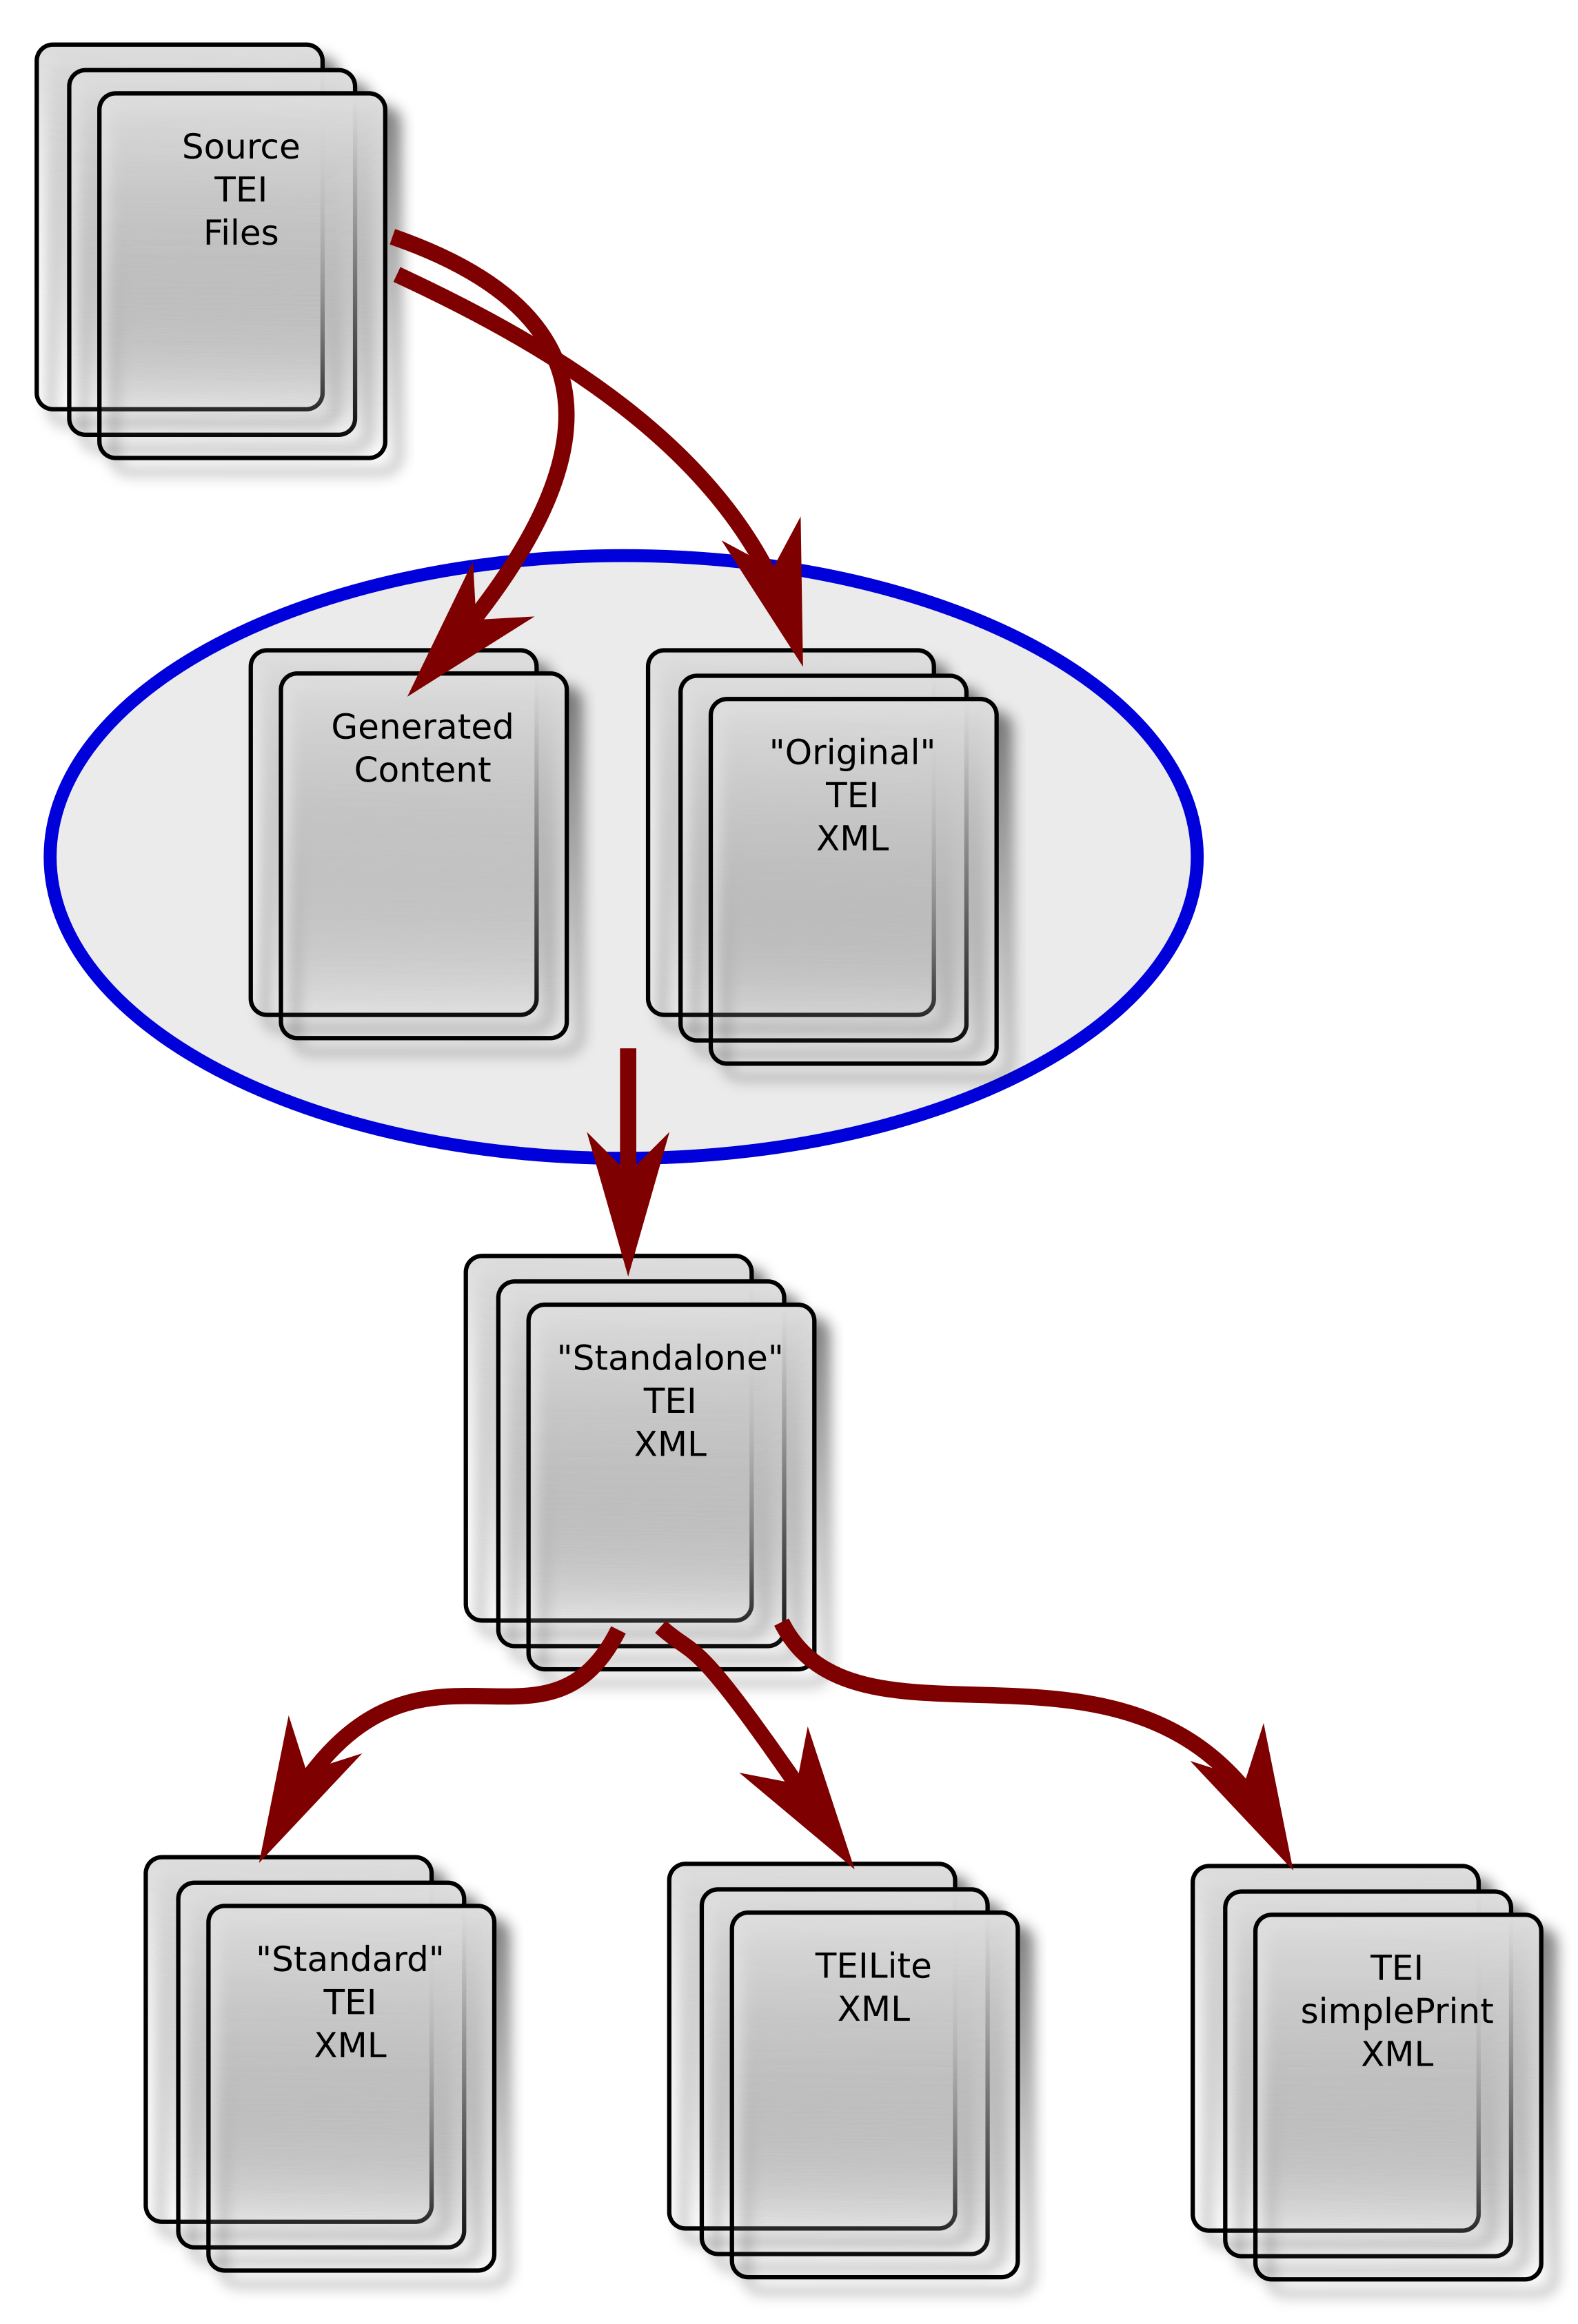 Source
TEI
Files
Generated
Content
"Original"
TEI
XML
"Standalone"
TEI
XML
"Standard"
TEI
XML
TEILite
XML
TEI
simplePrint
XML